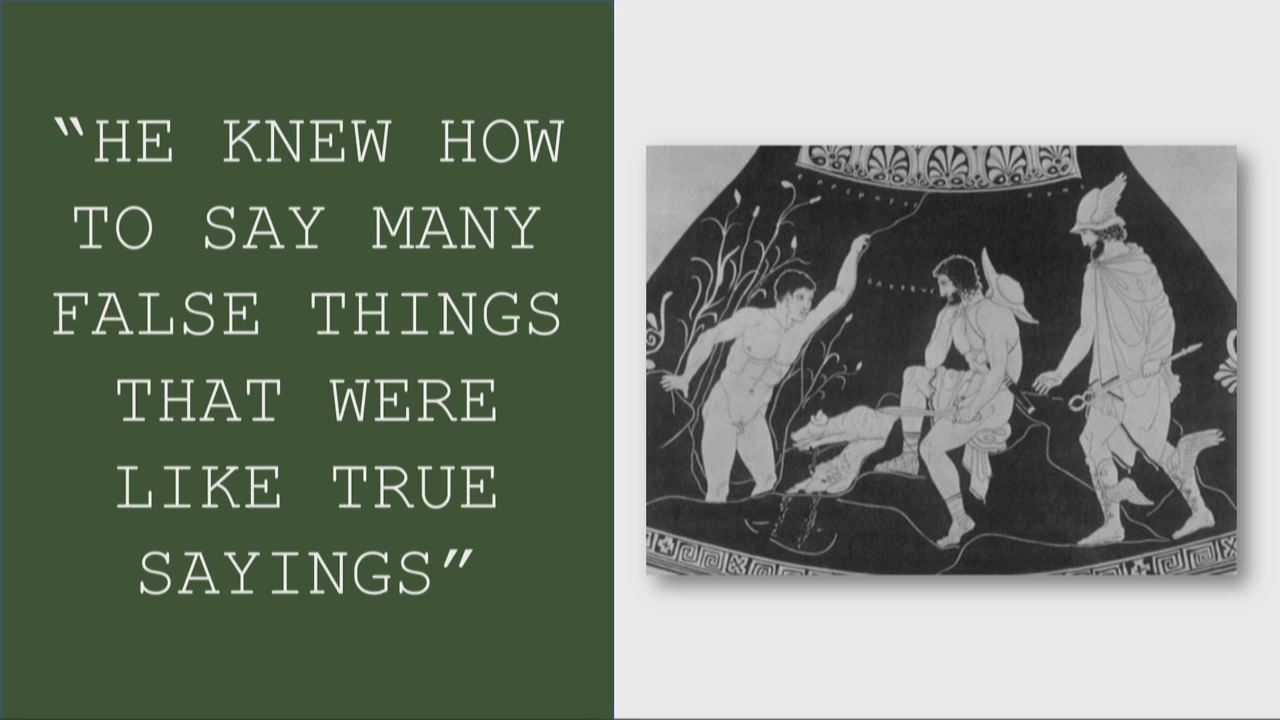 “HE KNEW HOW
TO SAY MANY
FALSE THINGS
THAT WERE
LIKE TRUE
SAYINGS”